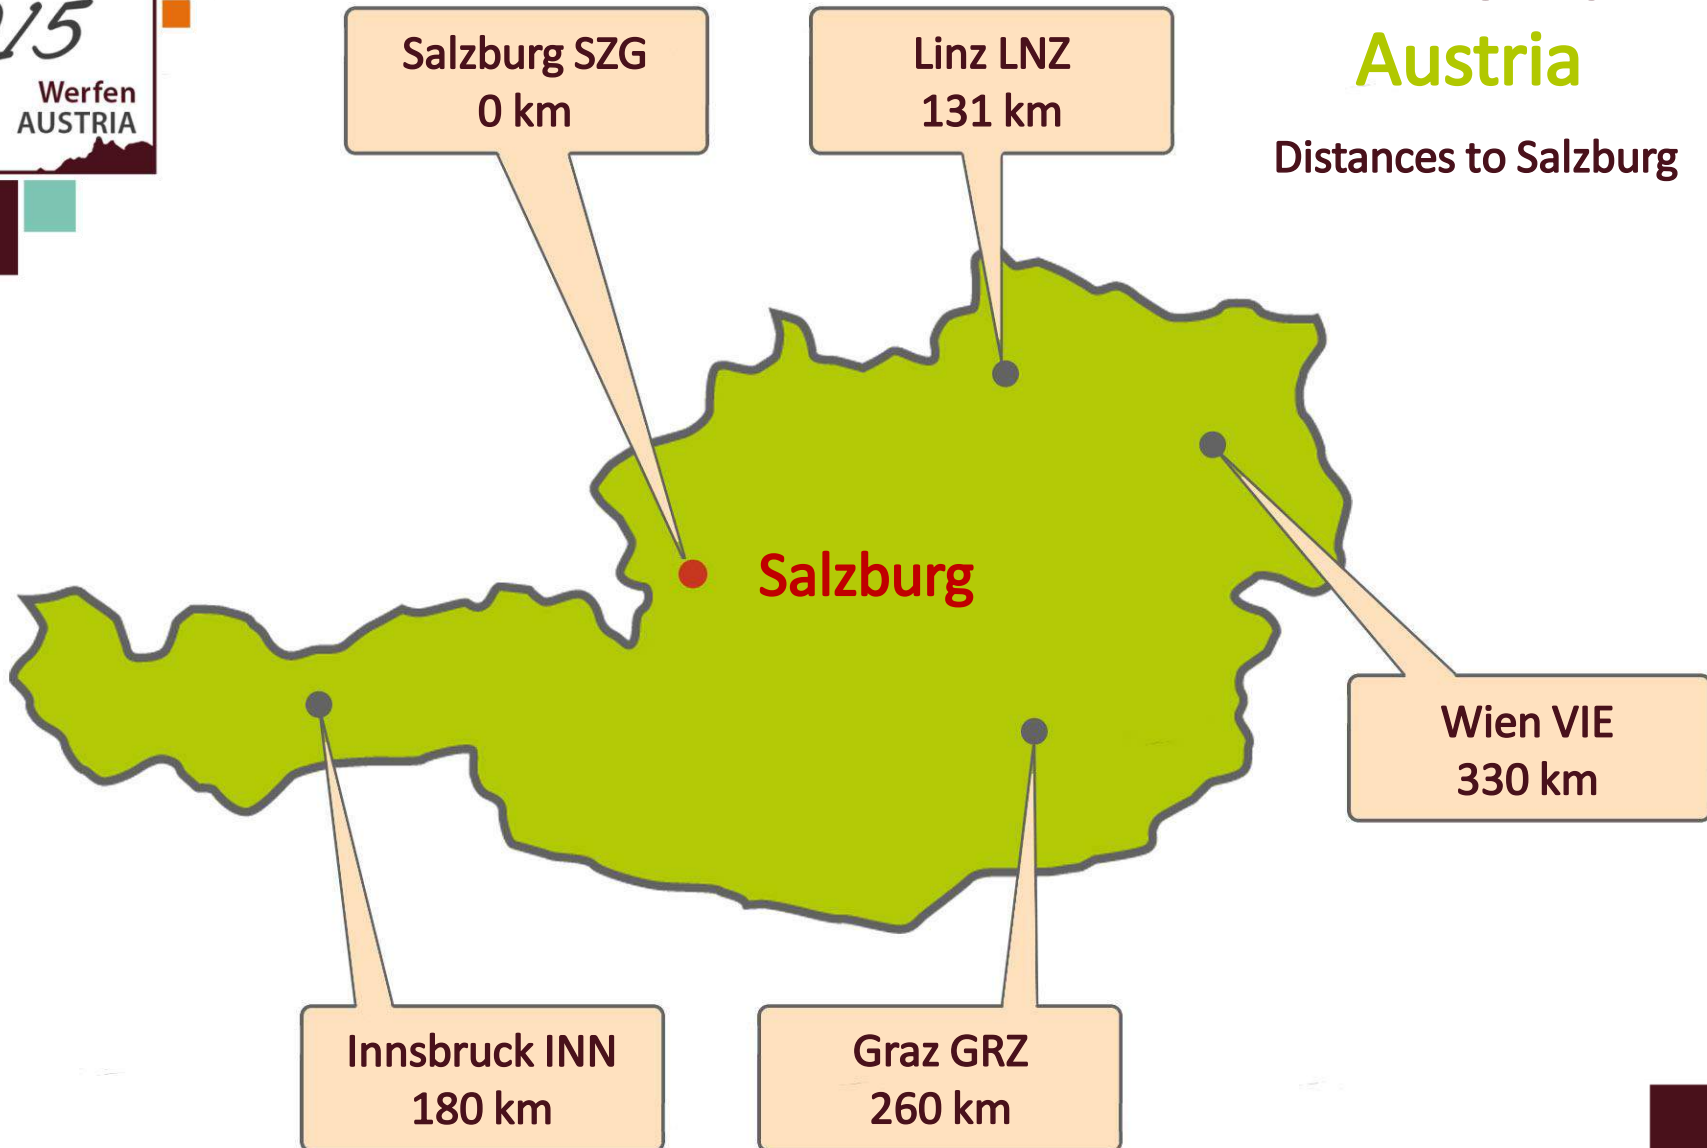 15
Werfen
AUSTRIA
Salzburg SZG
0 km
Linz LNZ
131 km
Austria
Distances to Salzburg
Salzburg
Wien VIE
330 km
Innsbruck INN
180 km
Graz GRZ
260 km